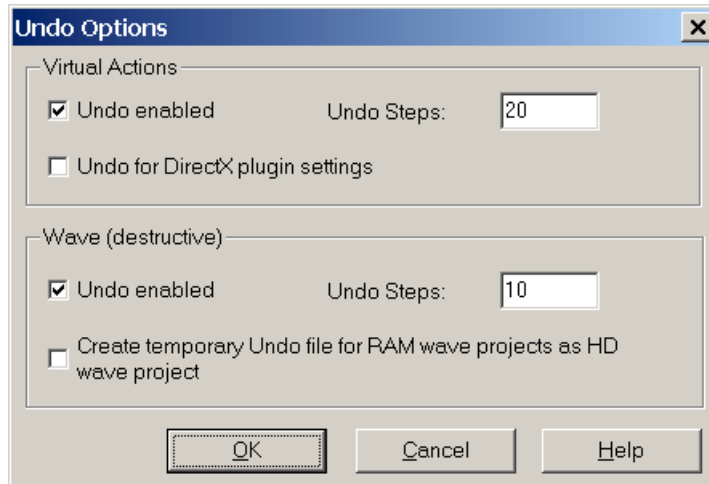 Undo Options
Virtual Actions
Undo enabled
Undo Steps:
20
Undo for DirectX plugin settings
Wave (destructive)
Undo enabled
Undo Steps:
10
Create temporary Undo file for RAM wave projects as HD
wave project
OK
Cancel
Help